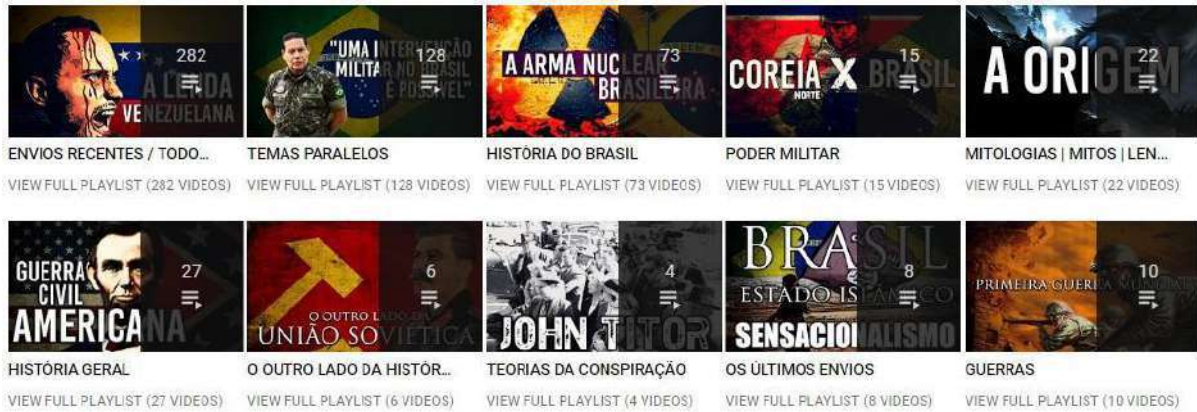 282
A LENDA
VENEZUELANA
ENVIOS RECENTES / TODO...
VIEW FULL PLAYLIST (282 VIDEOS)
"UMA INTERVENÇÃO
MILITAR NO BRASIL
É POSSÍVEL"
128
TEMAS PARALELOS
VIEW FULL PLAYLIST (128 VIDEOS)
73
A ARMA NUCLEAR
BRASILEIRA
HISTÓRIA DO BRASIL
VIEW FULL PLAYLIST (73 VIDEOS)
15
COREIA X BRASIL
NORTE
PODER MILITAR
VIEW FULL PLAYLIST (15 VIDEOS)
22
A ORIGEM
MITOLOGIAS | MITOS | LEN...
VIEW FULL PLAYLIST (22 VIDEOS)
GUERRA
CIVIL
AMERICANA
27
HISTÓRIA GERAL
VIEW FULL PLAYLIST (27 VIDEOS)
6
O OUTRO LADO DA
UNIÃO SOVIÉTICA
O OUTRO LADO DA HISTÓR...
VIEW FULL PLAYLIST (6 VIDEOS)
4
JOHN TITOR
TEORIAS DA CONSPIRAÇÃO
VIEW FULL PLAYLIST (4 VIDEOS)
BRASIL
8
ESTADO ISLÂMICO
SENSACIONALISMO
OS ÚLTIMOS ENVIOS
VIEW FULL PLAYLIST (8 VIDEOS)
10
PRIMEIRA GUERRA MUNDIAL
GUERRAS
VIEW FULL PLAYLIST (10 VIDEOS)